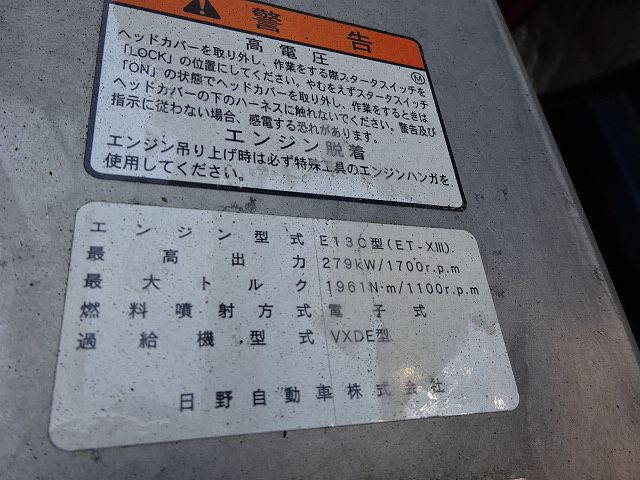 警告
高電圧
ヘッドカバーを取り外し、作業をする際スタータスイッチを
「LOCK」の位置にしてください。やむをえずスタータスイッチ
「ON」の状態でヘッドカバーを取り外し、作業をするときは
ヘッドカバーの下のハーネスに触れないでください。警告及び
指示に従わない場合、感電する恐れがあります。
M
エンジン脱着
エンジン吊り上げ時は必ず特殊工具のエンジンハンガを
使用してください。
エンジン型式 E13C型(ET-XIII)
最高出力 279kW/1700r.p.m
最大トルク 1961N·m/1100r.p.m
燃料噴射方式 電子式
過給機型式 VXDE型
日野自動車株式会社